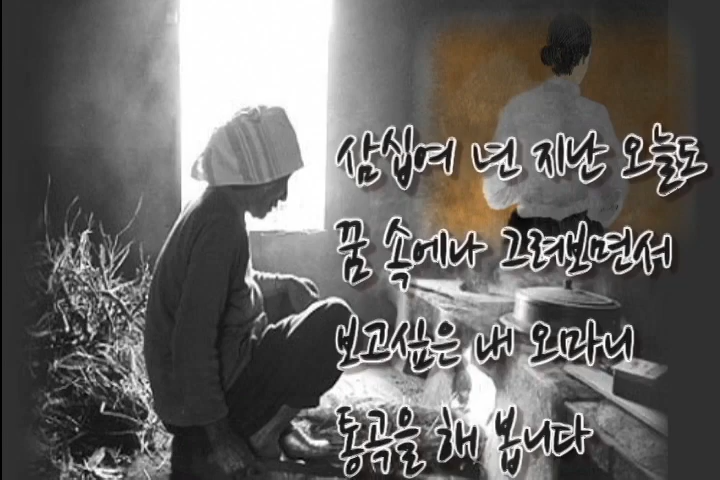 삼십여 년 지난 오늘도
꿈 속에나 그려보면서
보고싶은 내 오마니
통곡을 해 봅니다